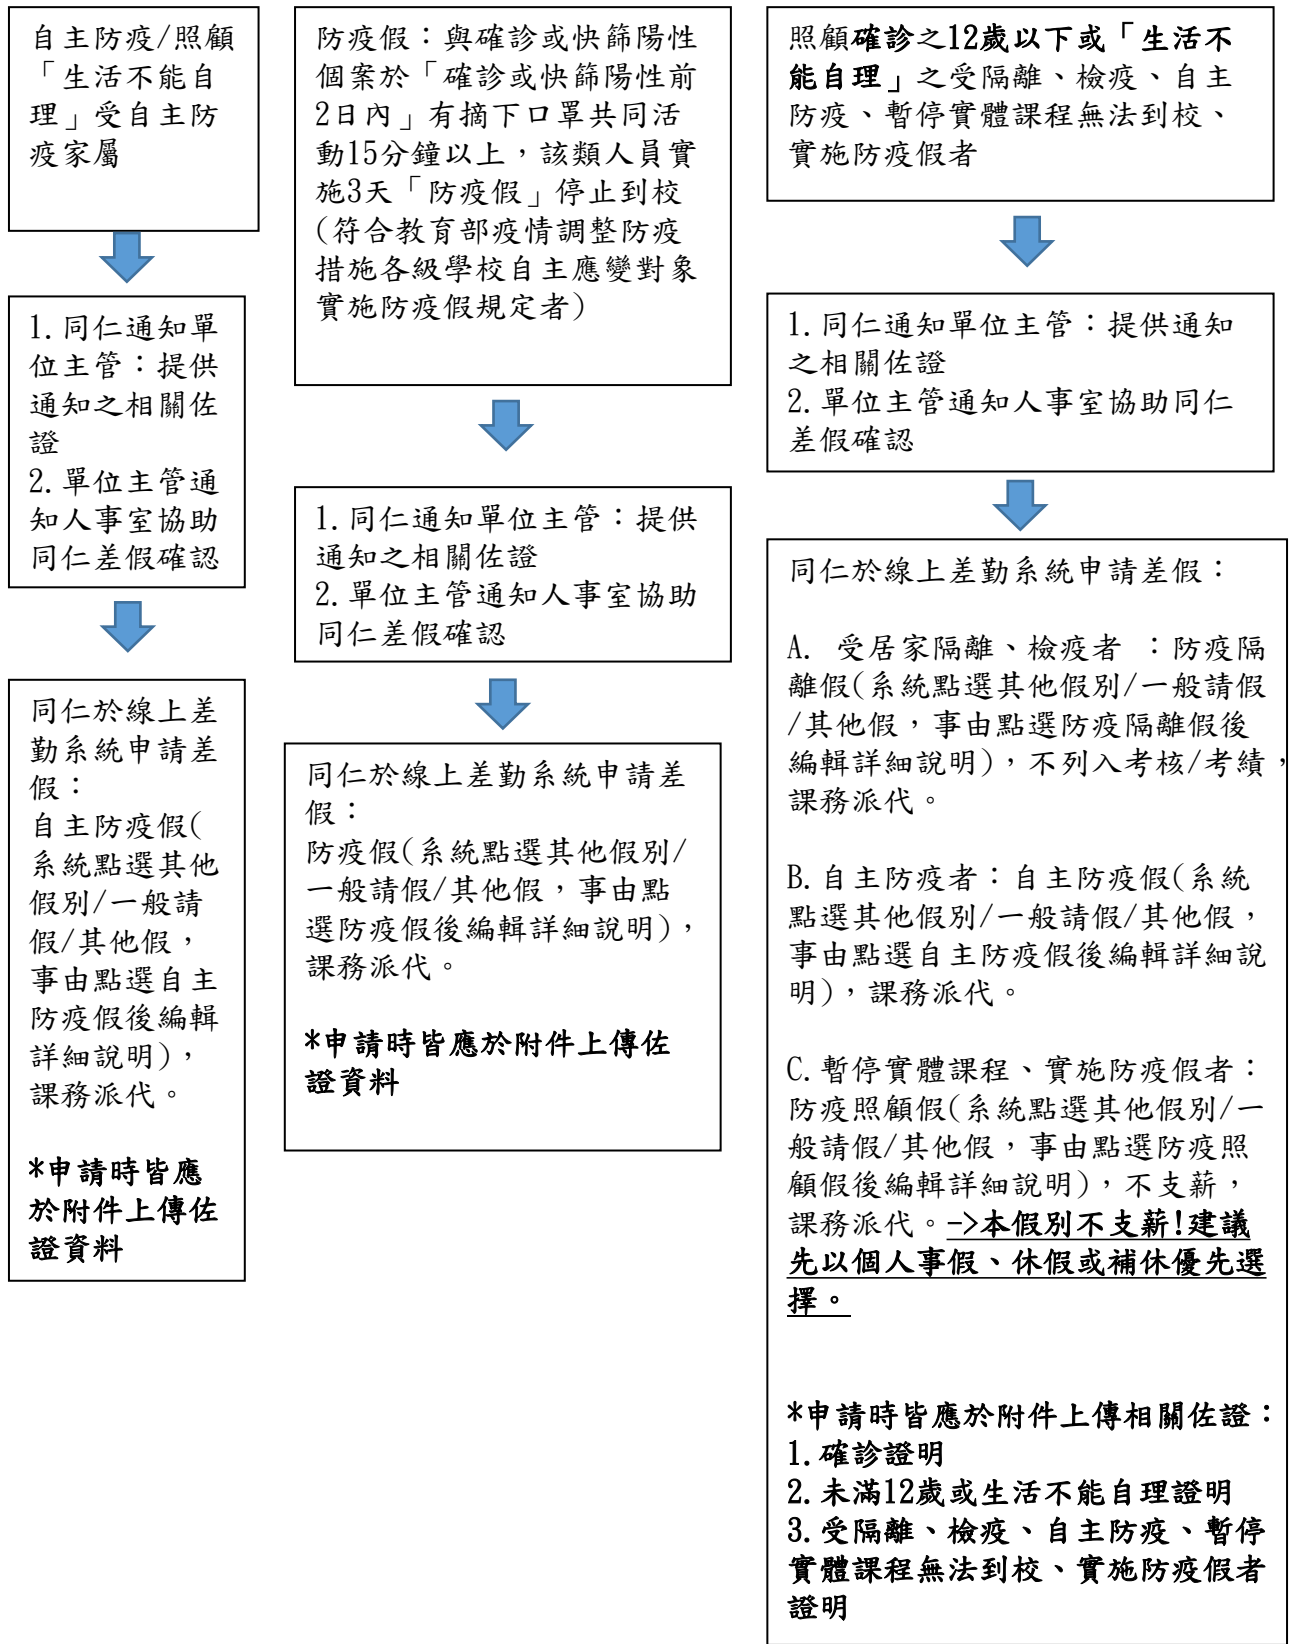 自主防疫/照顧
「生活不能自
理」受自主防
疫家屬
1.同仁通知單
位主管：提供
通知之相關佐
證
2.單位主管通
知人事室協助
同仁差假確認
同仁於線上差
勤系統申請差
假：
自主防疫假(
系統點選其他
假別/一般請
假/其他假，
事由點選自主
防疫假後編輯
詳細說明)，
課務派代。
*申請時皆應
於附件上傳佐
證資料
防疫假：與確診或快篩陽性
個案於「確診或快篩陽性前
2日內」有摘下口罩共同活
動15分鐘以上，該類人員實
施3天「防疫假」停止到校
(符合教育部疫情調整防疫
措施各級學校自主應變對象
實施防疫假規定者)
1.同仁通知單位主管：提供
通知之相關佐證
2.單位主管通知人事室協助
同仁差假確認
同仁於線上差勤系統申請差
假：
防疫假(系統點選其他假別/
一般請假/其他假，事由點
選防疫假後編輯詳細說明)，
課務派代。
*申請時皆應於附件上傳佐
證資料
照顧確診之12歲以下或「生活不
能自理」之受隔離、檢疫、自主
防疫、暫停實體課程無法到校、
實施防疫假者
1.同仁通知單位主管：提供通知
之相關佐證
2.單位主管通知人事室協助同仁
差假確認
同仁於線上差勤系統申請差假：
A. 受居家隔離、檢疫者 ：防疫隔
離假(系統點選其他假別/一般請假
/其他假，事由點選防疫隔離假後
編輯詳細說明)，不列入考核/考績，
課務派代。
B.自主防疫者：自主防疫假(系統
點選其他假別/一般請假/其他假，
事由點選自主防疫假後編輯詳細說
明)，課務派代。
C.暫停實體課程、實施防疫假者：
防疫照顧假(系統點選其他假別/一
般請假/其他假，事由點選防疫照
顧假後編輯詳細說明)，不支薪，
課務派代。->本假別不支薪!建議
先以個人事假、休假或補休優先選
擇。
*申請時皆應於附件上傳相關佐證：
1.確診證明
2.未滿12歲或生活不能自理證明
3.受隔離、檢疫、自主防疫、暫停
實體課程無法到校、實施防疫假者
證明